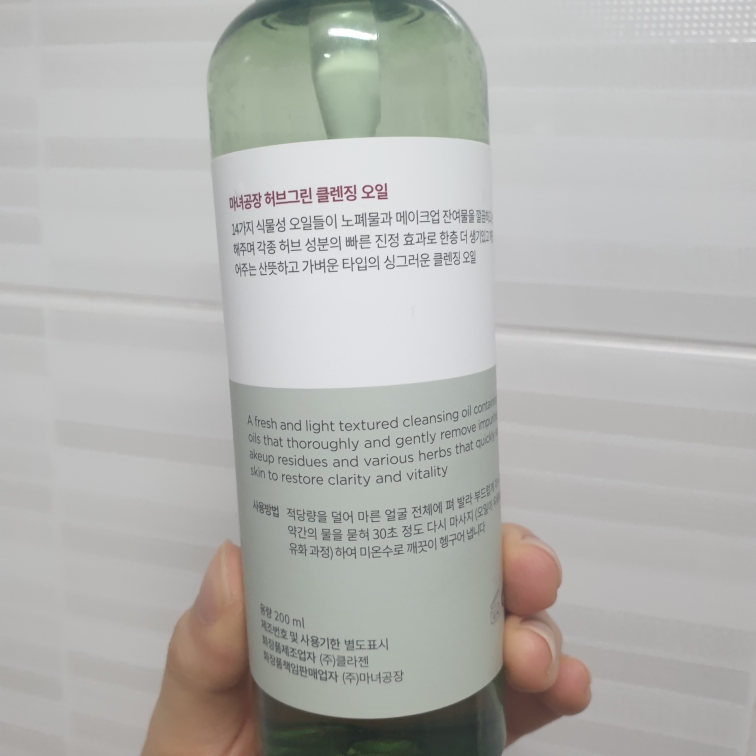 마녀공장 허브그린 클렌징 오일
14가지 식물성 오일들이 노폐물과 메이크업 잔여물을
해주며 각종 허브 성분의 빠른 진정 효과로 한층 더 생기있고
어주는 산뜻하고 가벼운 타입의 싱그러운 클렌징 오일
A fresh and light textured cleansing oil
oils that thoroughly and gently remove
akeup residues and various herbs that quickly
skin to restore clarity and vitality
사용방법 적당량을 덜어 마른 얼굴 전체에 펴 발라 부드럽게
약간의 물을 묻혀 30초 정도 다시 마사지 (오일이
유화 과정) 하여 미온수로 깨끗이 헹구어 냅니다.
용량 200 ml
제조번호 및 사용기한 별도표시
화장품제조업자 (주)클라젠
화장품책임판매업자 (주)마녀공장